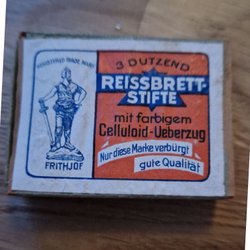 REGISTERED TRADE MARK
FRITHJOF
3 DUTZEND
REISSBRETT-
STIFTE
mit farbigem
Celluloid-Ueberzug
Nur diese Marke verbürgt
gute Qualität